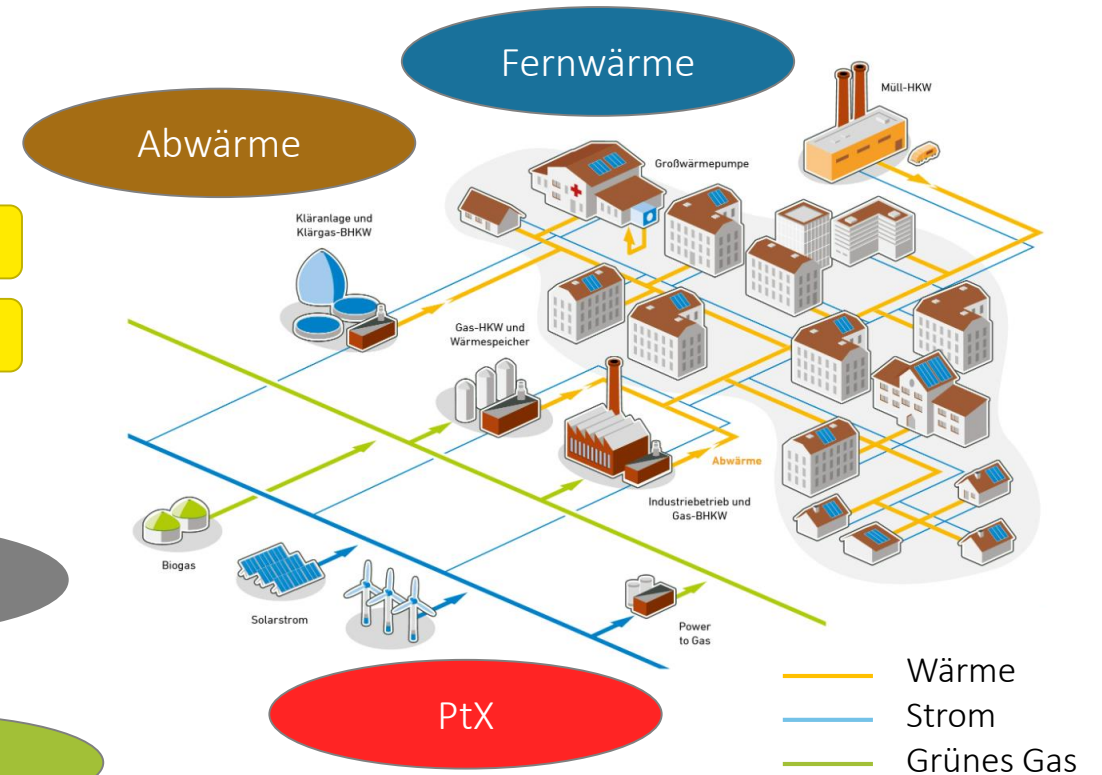 Fernwärme
Abwärme
Müll-HKW
Großwärmepumpe
Kläranlage und
Klärgas-BHKW
Gas-HKW und
Wärmespeicher
Abwärme
Industriebetrieb und
Gas-BHKW
Biogas
Solarstrom
Power
to Gas
PtX
Wärme
Strom
Grünes Gas